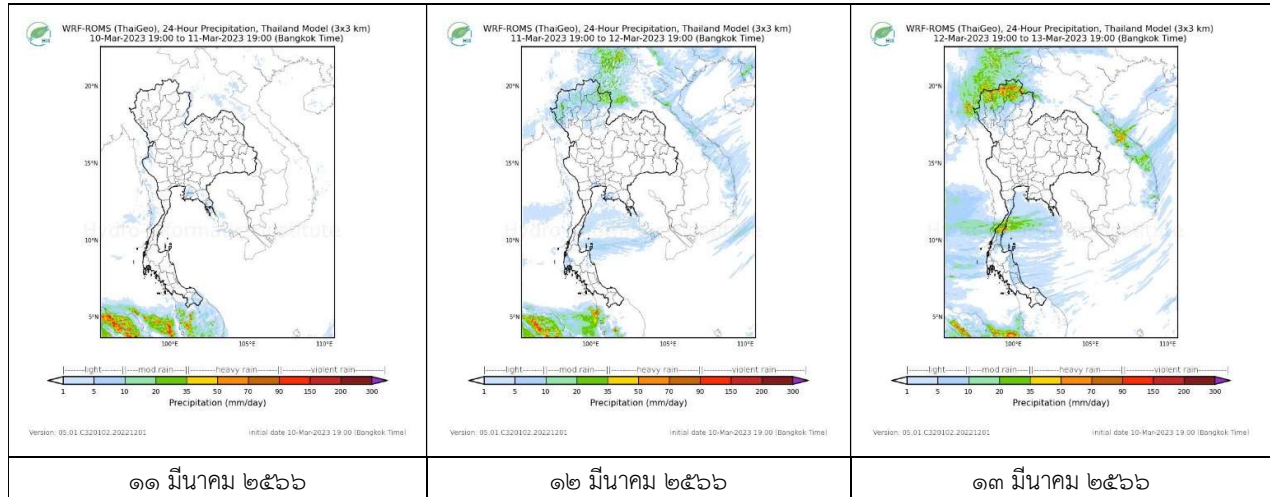 WRF-ROMS (ThaiGeo), 24-Hour Precipitation, Thailand Model (3x3 km)
10-Mar-2023 19:00 to 11-Mar-2023 19:00 (Bangkok Time)
20°N
15°N
10°N
5°N
100°E 105°E 110°E
|--------light--------||----mod.rain----||-------heavy rain-------||------violent rain------|
1 5 10 20 35 50 70 90 150 200 300
Precipitation (mm/day)
Version: 05.01.C320102.20221201 initial date 10-Mar-2023 19:00 (Bangkok Time)
๑๑ มีนาคม ๒๕๖๖
WRF-ROMS (ThaiGeo), 24-Hour Precipitation, Thailand Model (3x3 km)
11-Mar-2023 19:00 to 12-Mar-2023 19:00 (Bangkok Time)
20°N
15°N
10°N
5°N
100°E 105°E 110°E
|--------light--------||----mod.rain----||-------heavy rain-------||------violent rain------|
1 5 10 20 35 50 70 90 150 200 300
Precipitation (mm/day)
Version: 05.01.C320102.20221201 initial date 10-Mar-2023 19:00 (Bangkok Time)
๑๒ มีนาคม ๒๕๖๖
WRF-ROMS (ThaiGeo), 24-Hour Precipitation, Thailand Model (3x3 km)
12-Mar-2023 19:00 to 13-Mar-2023 19:00 (Bangkok Time)
20°N
15°N
10°N
5°N
100°E 105°E 110°E
|--------light--------||----mod.rain----||-------heavy rain-------||------violent rain------|
1 5 10 20 35 50 70 90 150 200 300
Precipitation (mm/day)
Version: 05.01.C320102.20221201 initial date 10-Mar-2023 19:00 (Bangkok Time)
๑๓ มีนาคม ๒๕๖๖